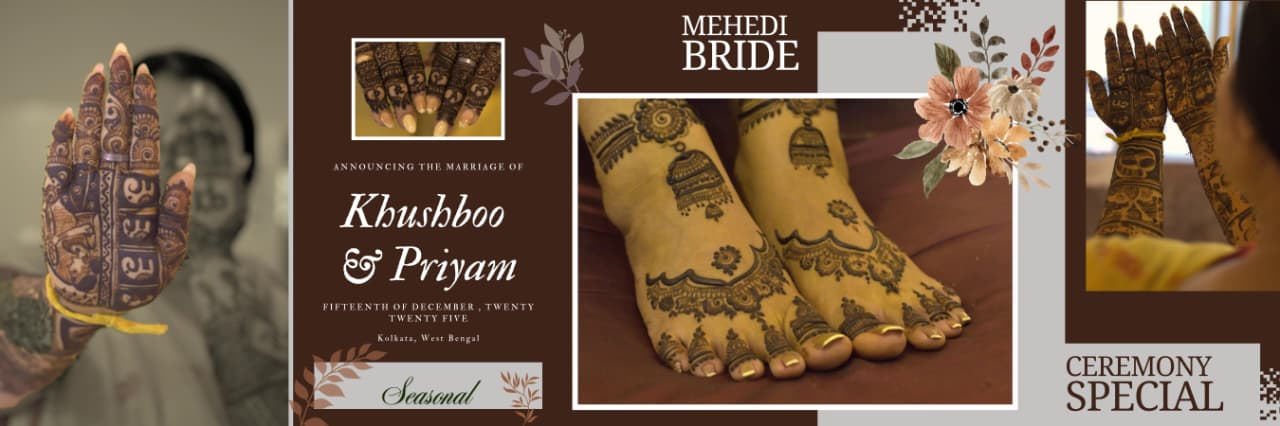 ANNOUNCING THE MARRIAGE OF
Khushboo
& Priyam
FIFTEENTH OF DECEMBER , TWENTY
TWENTY FIVE
Kolkata, West Bengal
Seasonal
MEHEDI
BRIDE
CEREMONY
SPECIAL